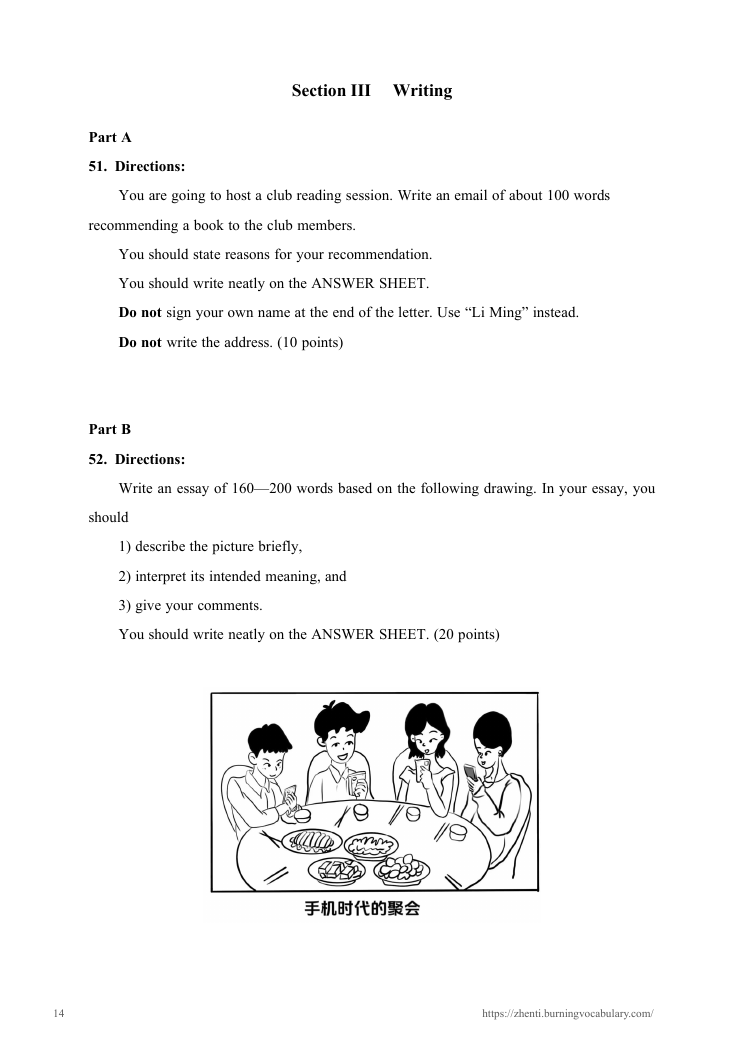 Section III Writing
Part A
51. Directions:
You are going to host a club reading session. Write an email of about 100 words
recommending a book to the club members.
You should state reasons for your recommendation.
You should write neatly on the ANSWER SHEET.
Do not sign your own name at the end of the letter. Use “Li Ming” instead.
Do not write the address. (10 points)
Part B
52. Directions:
Write an essay of 160—200 words based on the following drawing. In your essay, you
should
1) describe the picture briefly,
2) interpret its intended meaning, and
3) give your comments.
You should write neatly on the ANSWER SHEET. (20 points)
手机时代的聚会
14 https://zhenti.burningvocabulary.com/